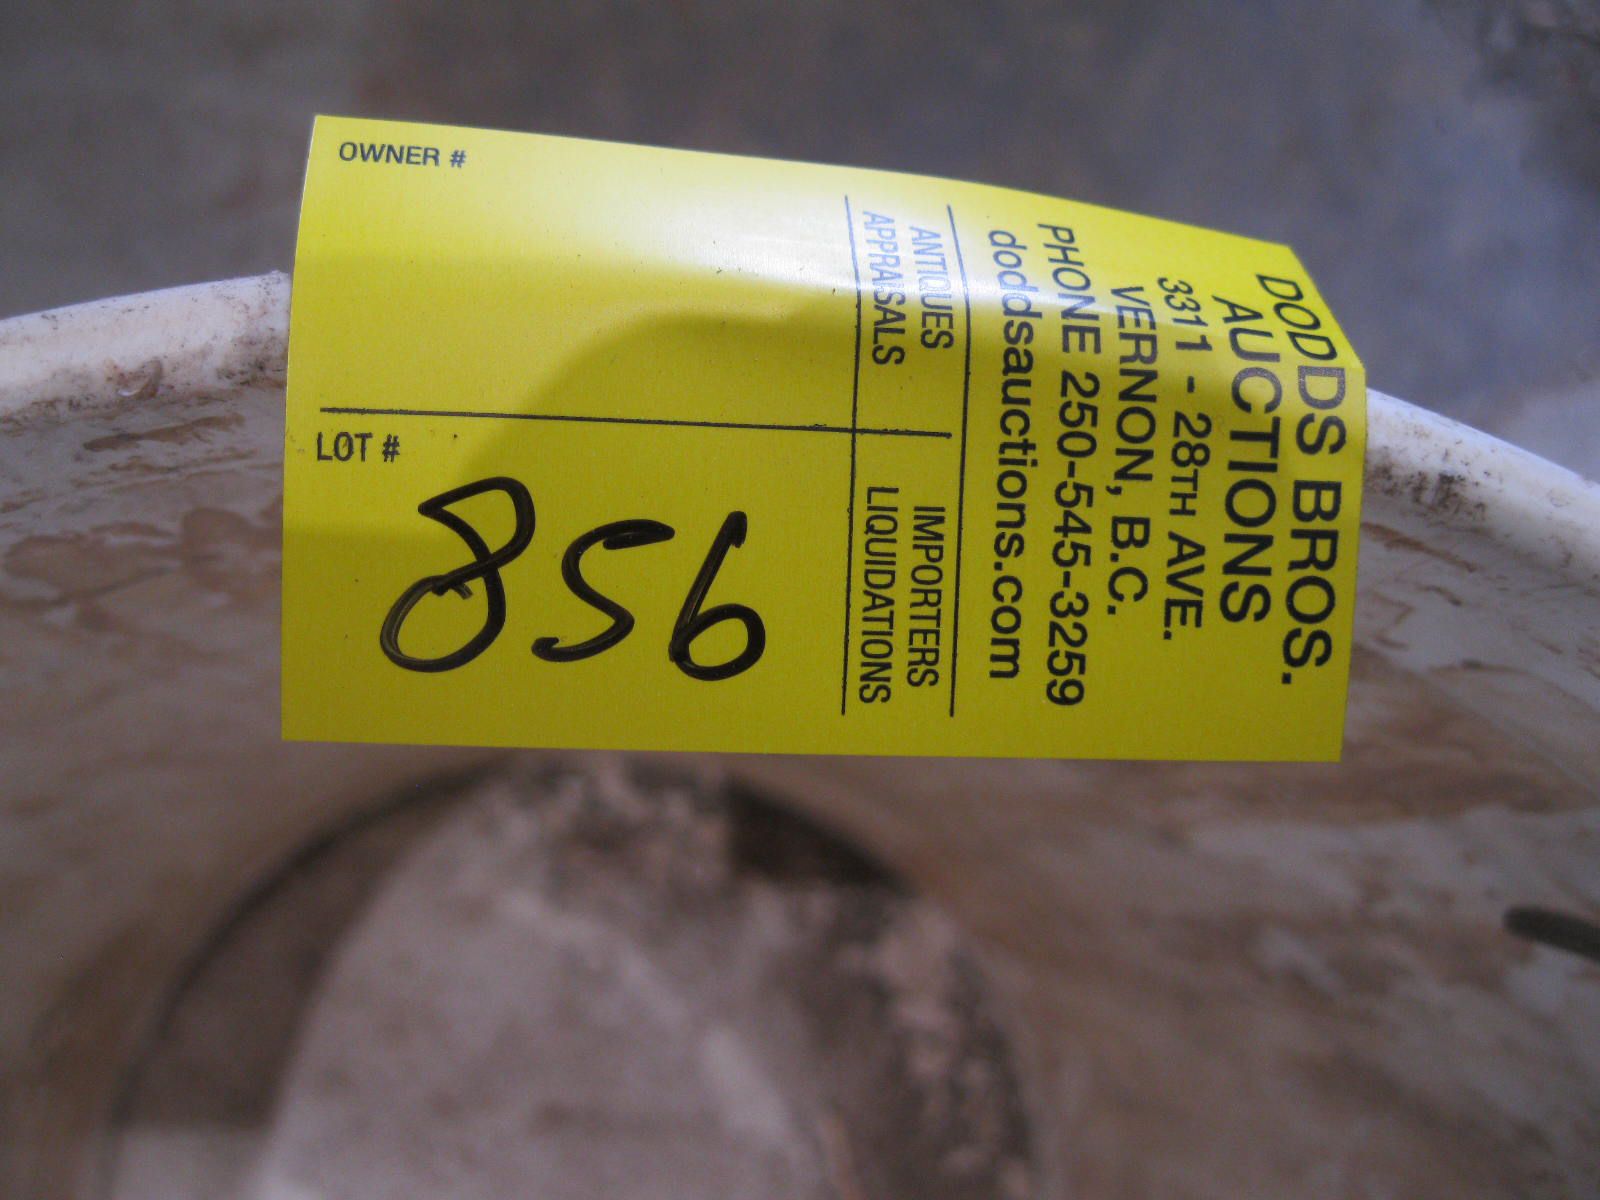 DODDS BROS.
AUCTIONS
3311 - 28TH AVE.
VERNON, B.C.
PHONE 250-545-3259
doddsauctions.com
ANTIQUES IMPORTERS
APPRAISALS LIQUIDATIONS
OWNER #
LOT #
856